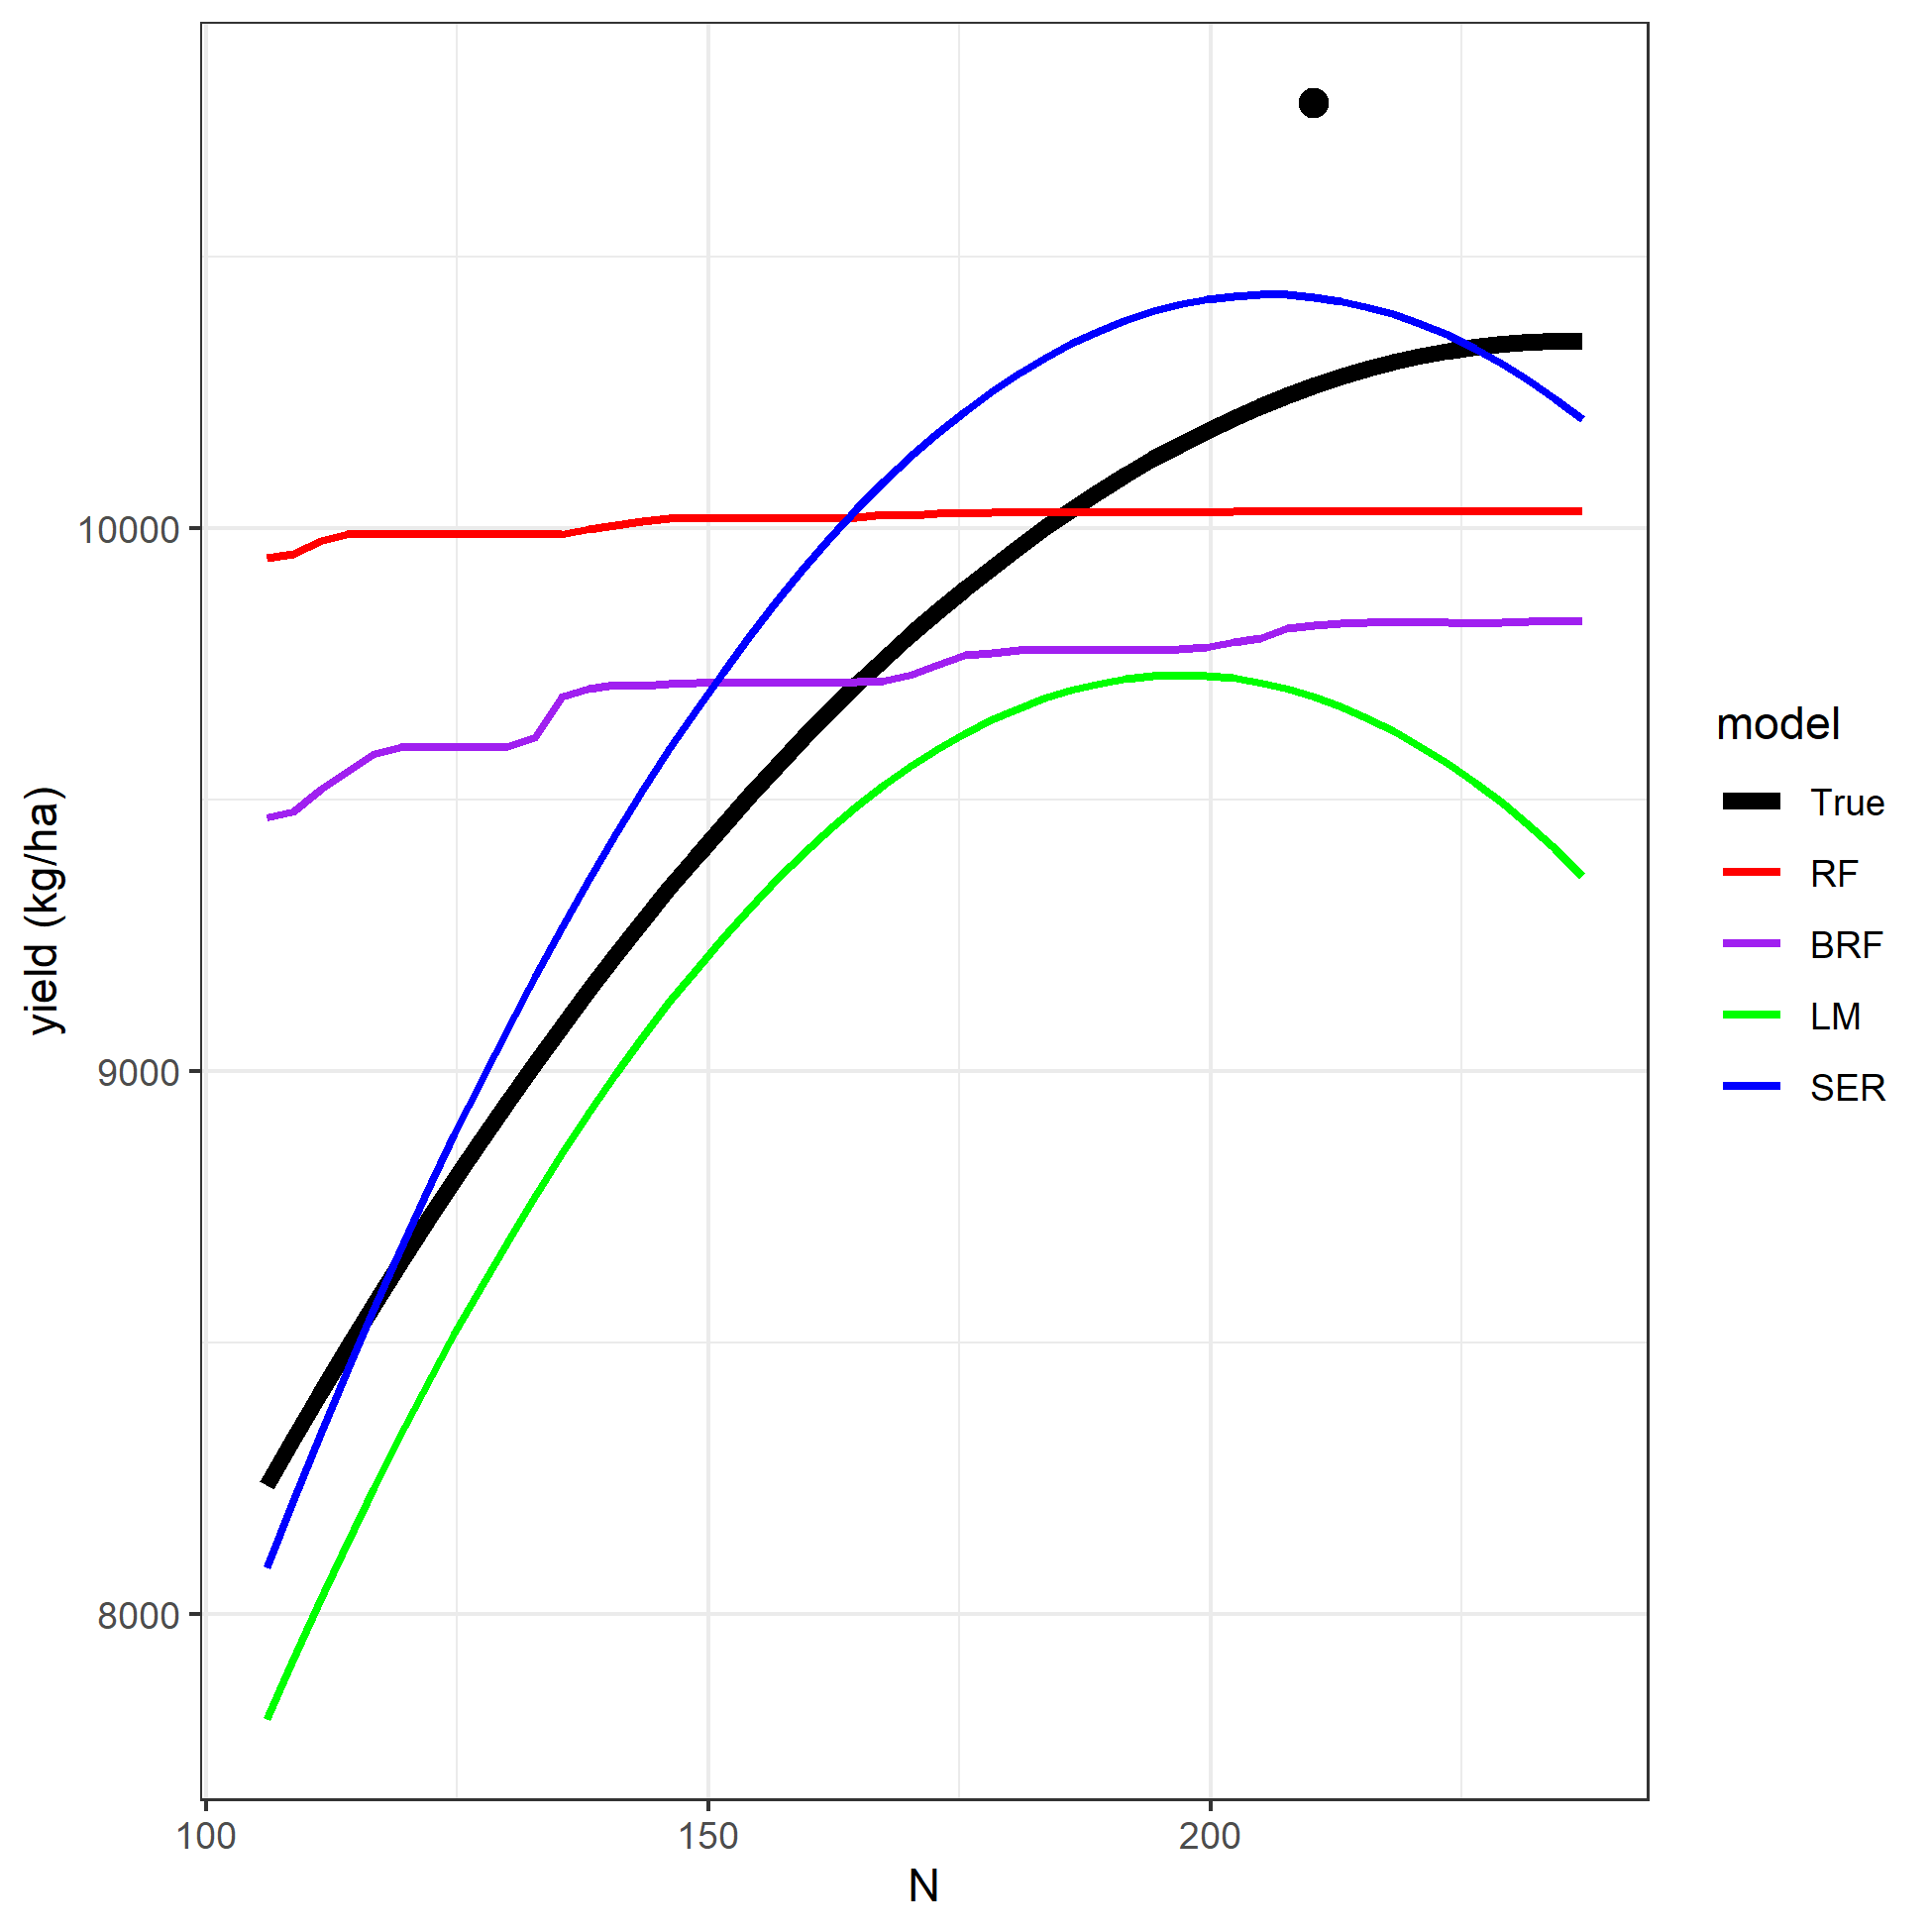 yield (kg/ha)
10000
9000
8000
100
150
200
N
model
True
RF
BRF
LM
SER